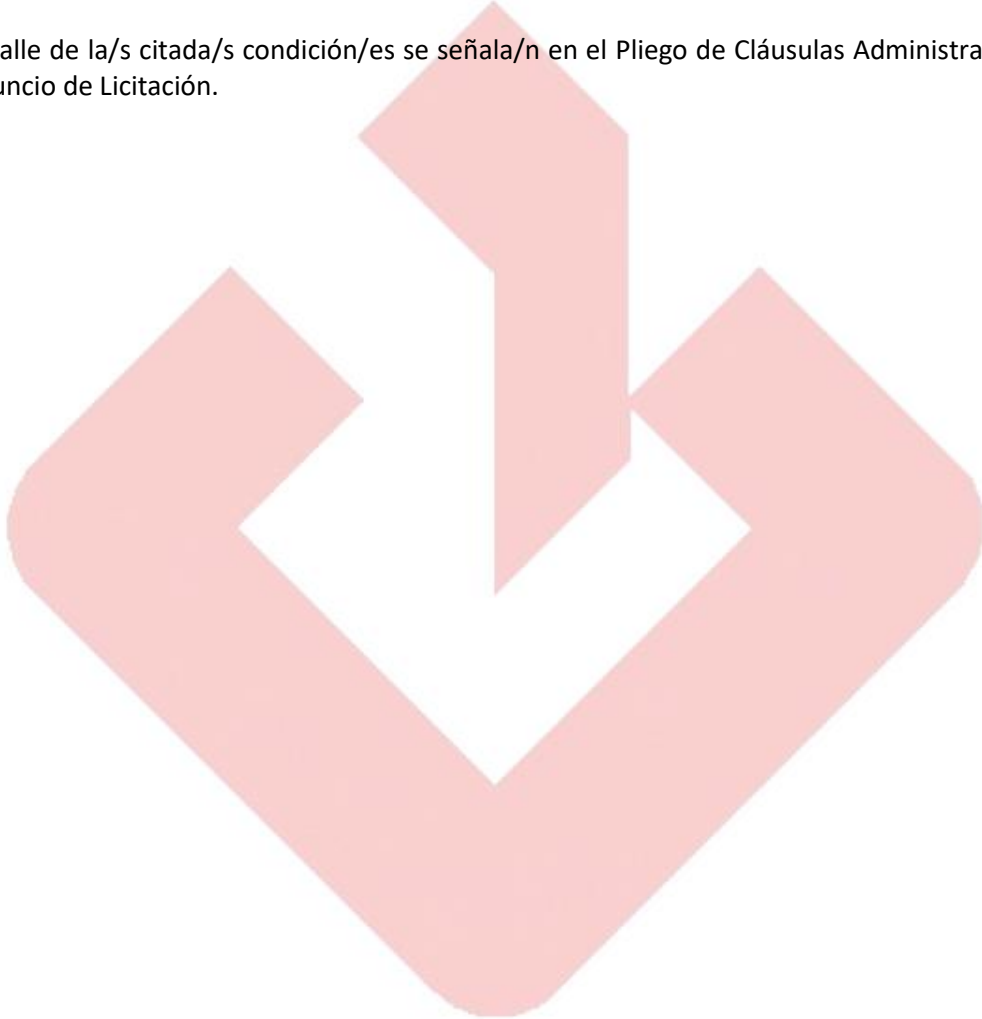 alle de la/s citada/s condición/es se señala/n en el Pliego de Cláusulas Administra
uncio de Licitación.